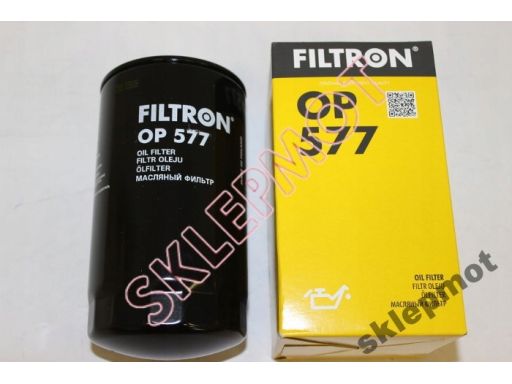 FILTRON®
OP 577
OIL FILTER
FILTR OLEJU
ÖLFILTER
МАСЛЯНЫЙ ФИЛЬТР
SKLEPMOT
FILTRON®
OP
577
OIL FILTER
FILTR OLEJU
ÖLFILTER
МАСЛЯНЫЙ ФИЛЬТР
sklepmot